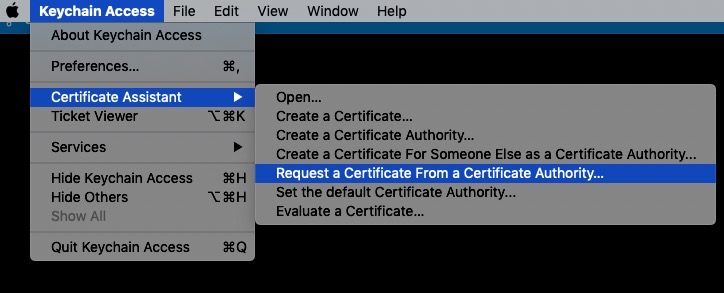 Keychain Access File Edit View Window Help
About Keychain Access
Preferences... ⌘,
Certificate Assistant ▶
Ticket Viewer ⌥⌘K
Services ▶
Hide Keychain Access ⌘H
Hide Others ⌥⌘H
Show All
Quit Keychain Access ⌘Q
Open...
Create a Certificate...
Create a Certificate Authority...
Create a Certificate For Someone Else as a Certificate Authority...
Request a Certificate From a Certificate Authority...
Set the default Certificate Authority...
Evaluate a Certificate...